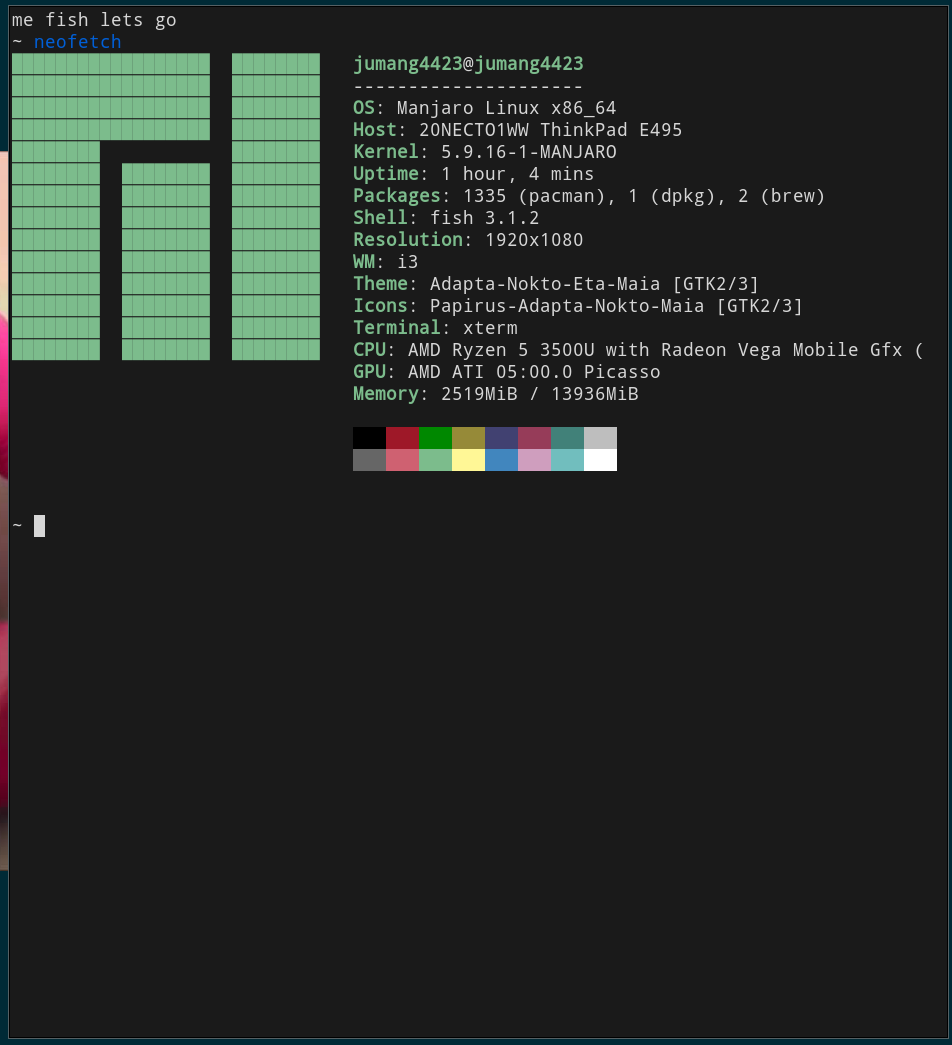 me fish lets go
~ neofetch
jumang4423@jumang4423
---------------------
OS: Manjaro Linux x86_64
Host: 20NECTO1WW ThinkPad E495
Kernel: 5.9.16-1-MANJARO
Uptime: 1 hour, 4 mins
Packages: 1335 (pacman), 1 (dpkg), 2 (brew)
Shell: fish 3.1.2
Resolution: 1920x1080
WM: i3
Theme: Adapta-Nokto-Eta-Maia [GTK2/3]
Icons: Papirus-Adapta-Nokto-Maia [GTK2/3]
Terminal: xterm
CPU: AMD Ryzen 5 3500U with Radeon Vega Mobile Gfx (
GPU: AMD ATI 05:00.0 Picasso
Memory: 2519MiB / 13936MiB
~